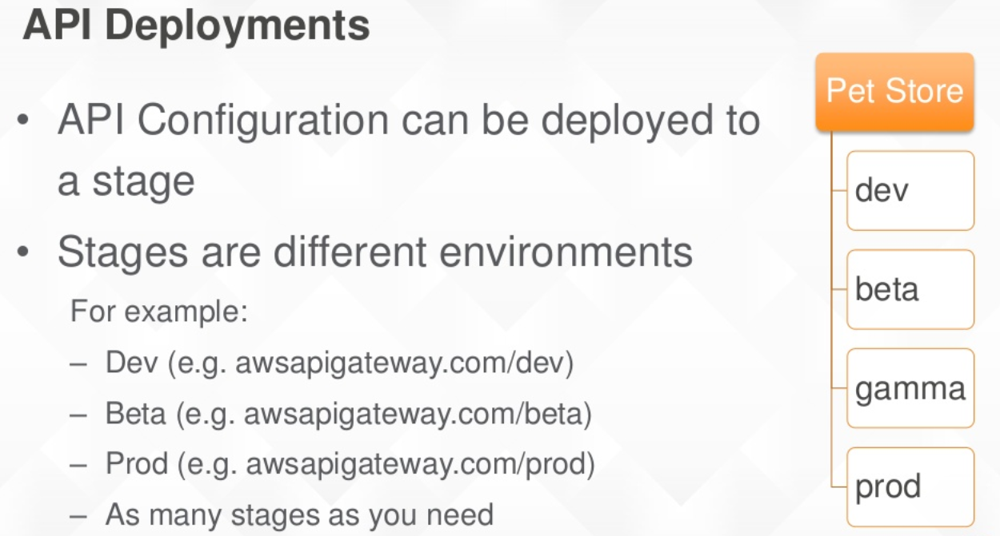 API Deployments
• API Configuration can be deployed to
a stage
• Stages are different environments
For example:
– Dev (e.g. awsapigateway.com/dev)
– Beta (e.g. awsapigateway.com/beta)
– Prod (e.g. awsapigateway.com/prod)
– As many stages as you need
Pet Store
dev
beta
gamma
prod